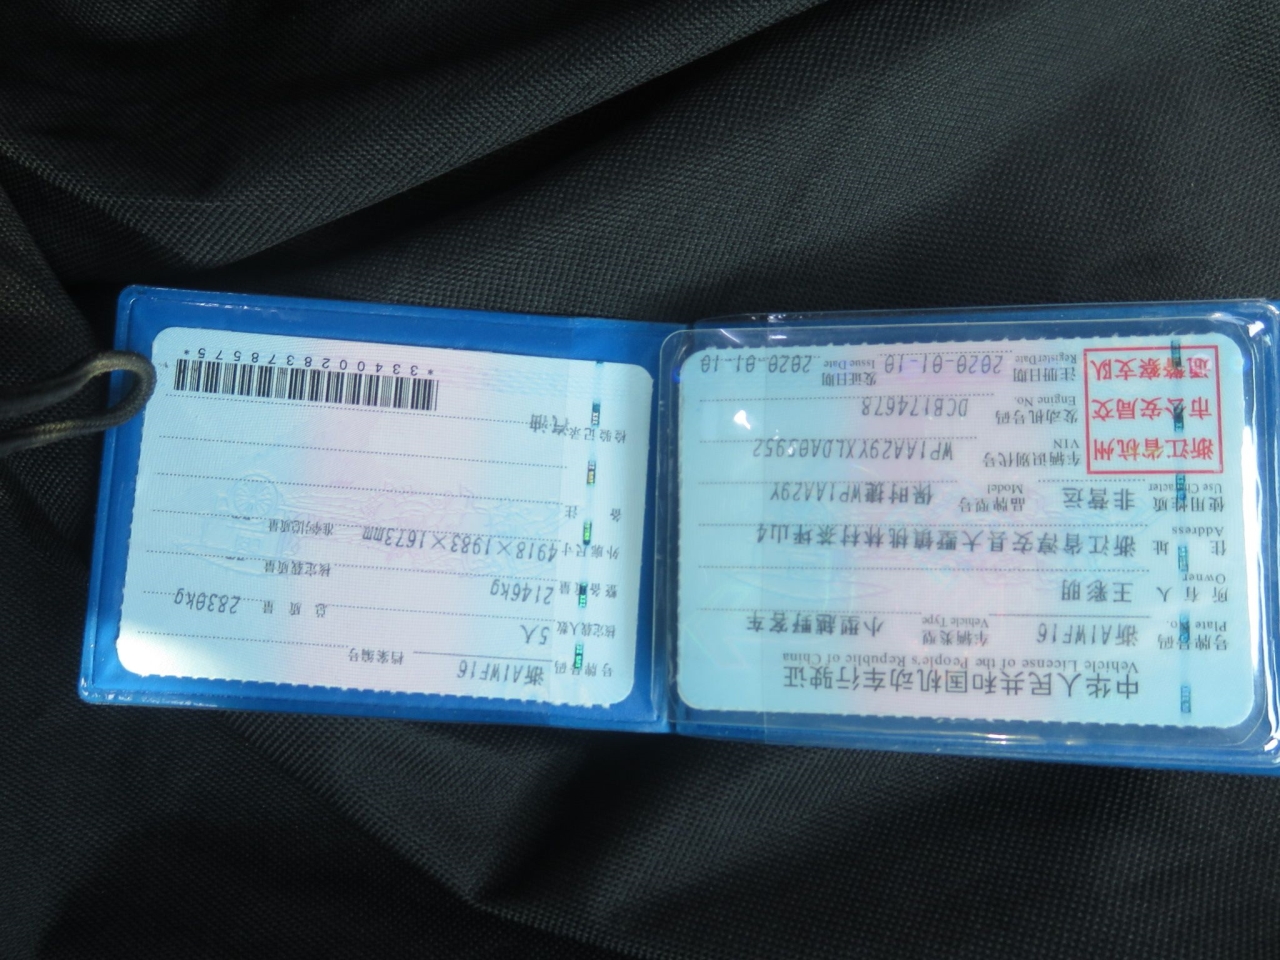 中华人民共和国机动车行驶证
Vehicle License of the People's Republic of China
号牌号码 Plate No. 浙A1WF16 车辆类型 Vehicle Type 小型越野客车
所有人 Owner 王彩明
住址 Address 浙江省淳安县大墅镇桃林村茶坪山4
使用性质 Use Character 非营运 品牌型号 Model 保时捷WP1AA29Y
浙江省杭州市公安局交通警察支队
车辆识别代号 VIN WP1AA29YXLDA05952
发动机号码 Engine No. DCB174678
注册日期 Register Date 2020-01-10 发证日期 Issue Date 2020-01-10
号牌号码 浙A1WF16 档案编号
核定载人数 5人 总质量 2830kg
整备质量 2146kg 核定载质量
外廓尺寸 4918×1983×1673mm 准牵引总质量
备注
检验记录 汽油
*3340028378575*